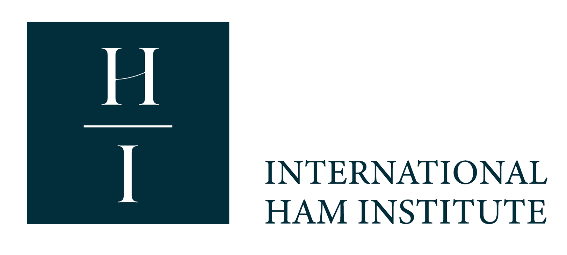 H
I
INTERNATIONAL
HAM INSTITUTE